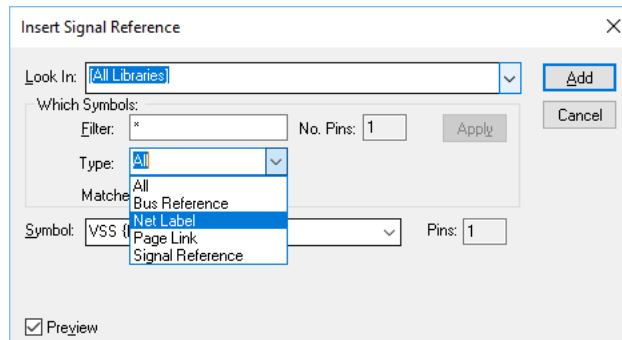 Insert Signal Reference
Look In: [All Libraries]
Add
Which Symbols:
Cancel
Filter: * No. Pins: 1 Apply
Type: All
Matche
All
Bus Reference
Net Label
Page Link
Signal Reference
Symbol: VSS Pins: 1
Preview